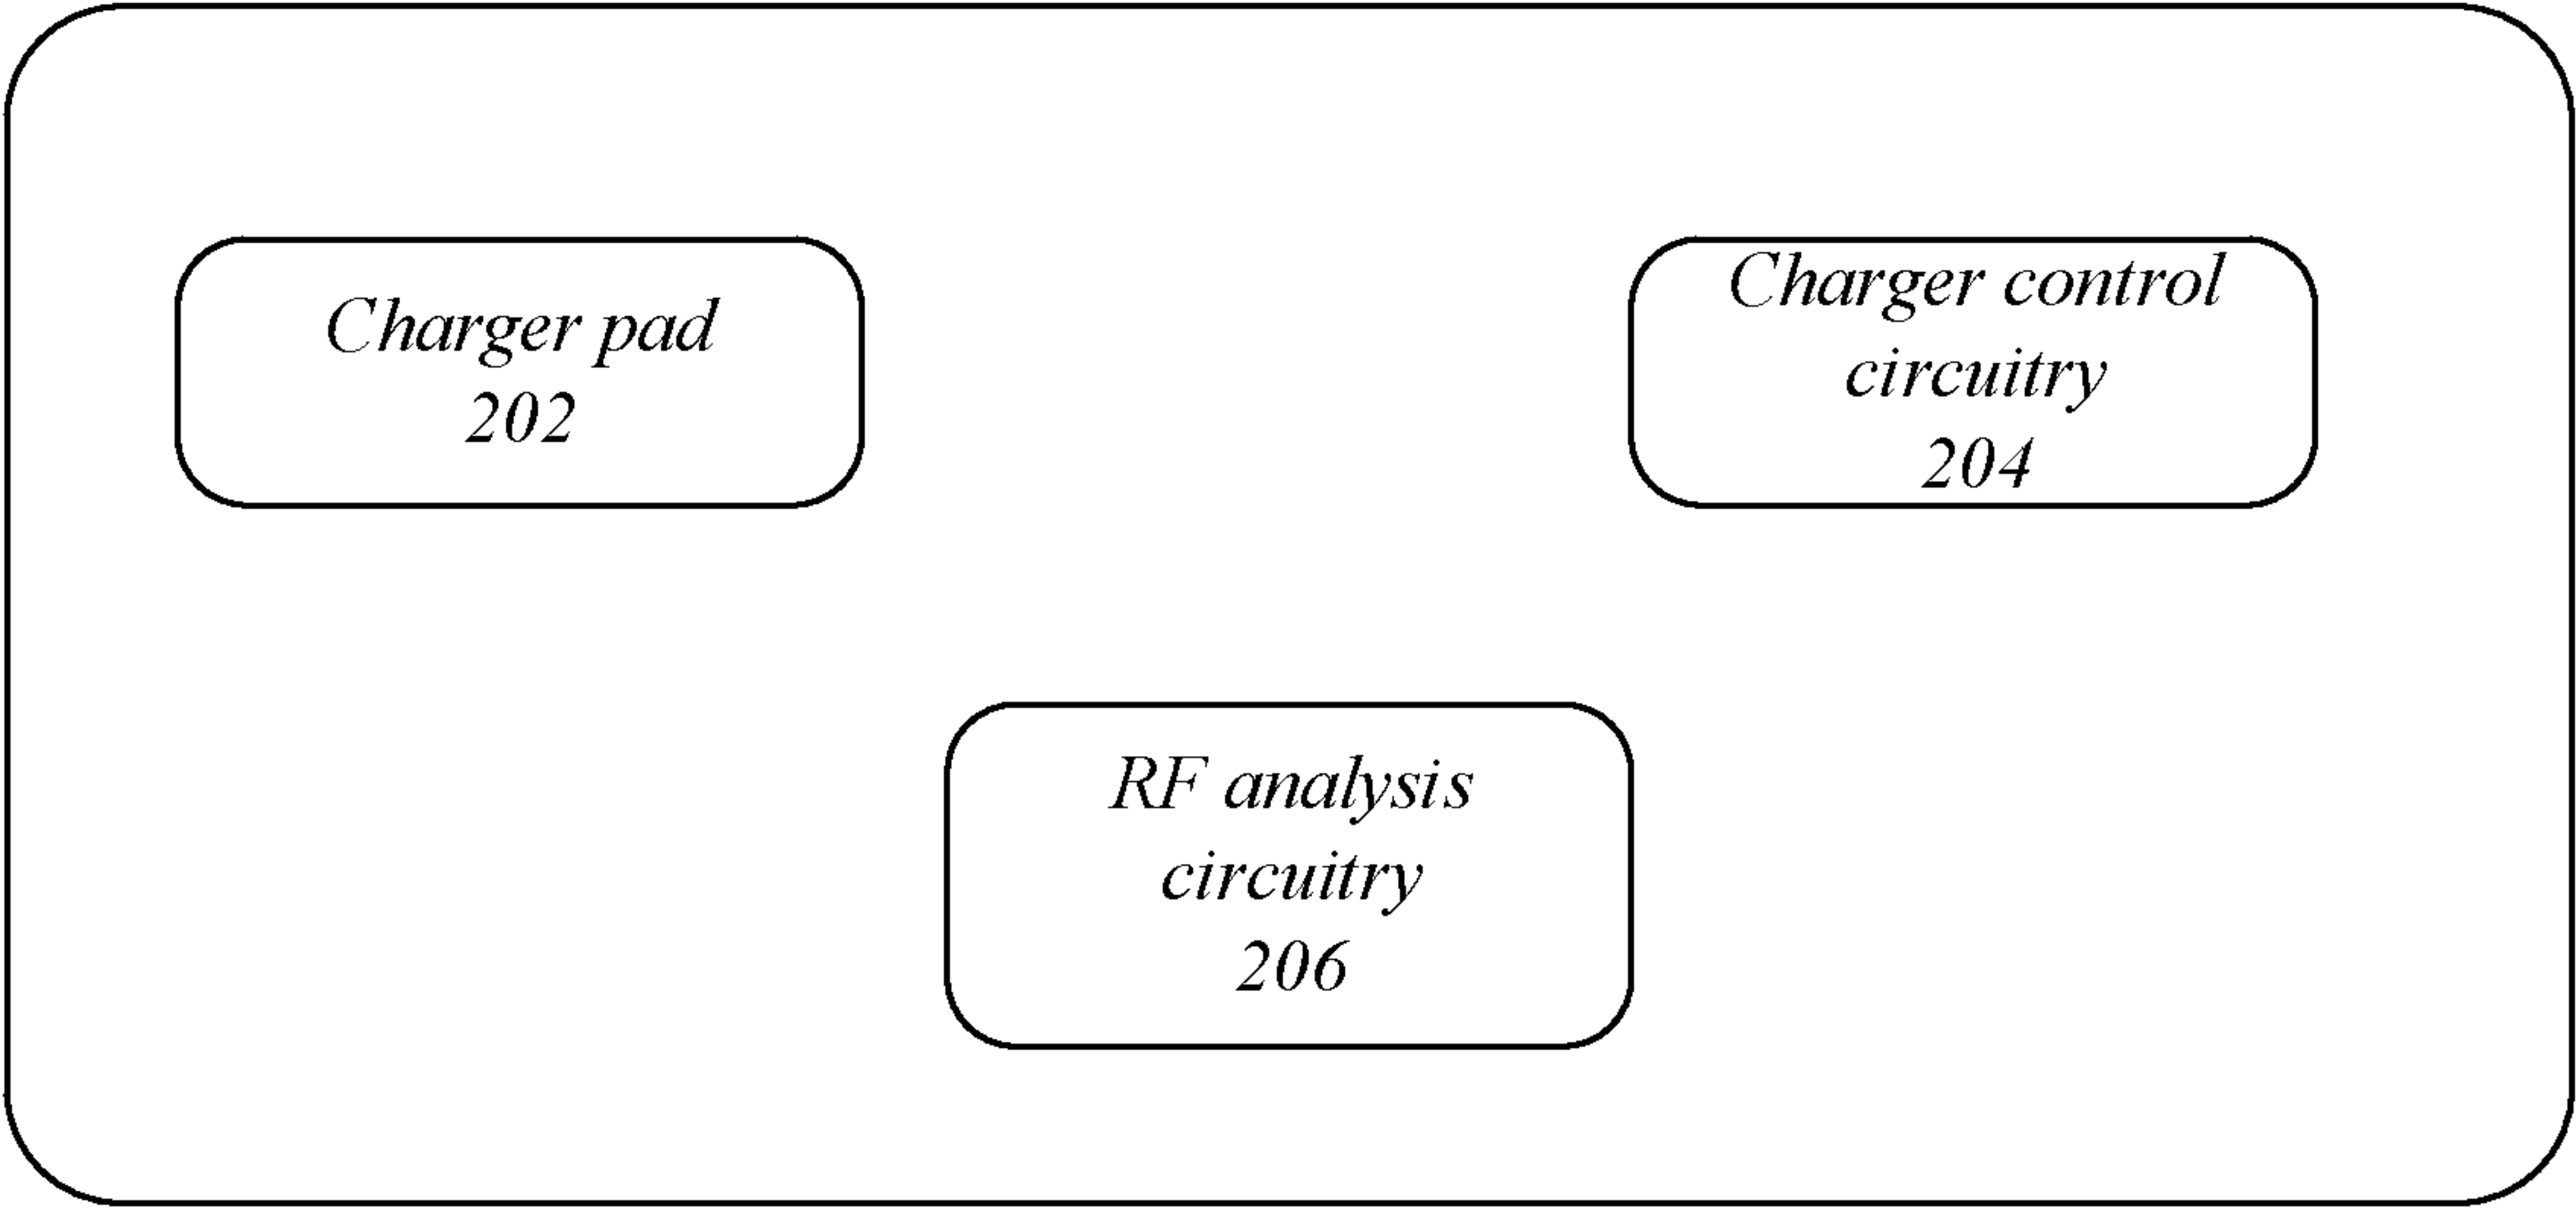 Charger pad
202
Charger control
circuitry
204
RF analysis
circuitry
206